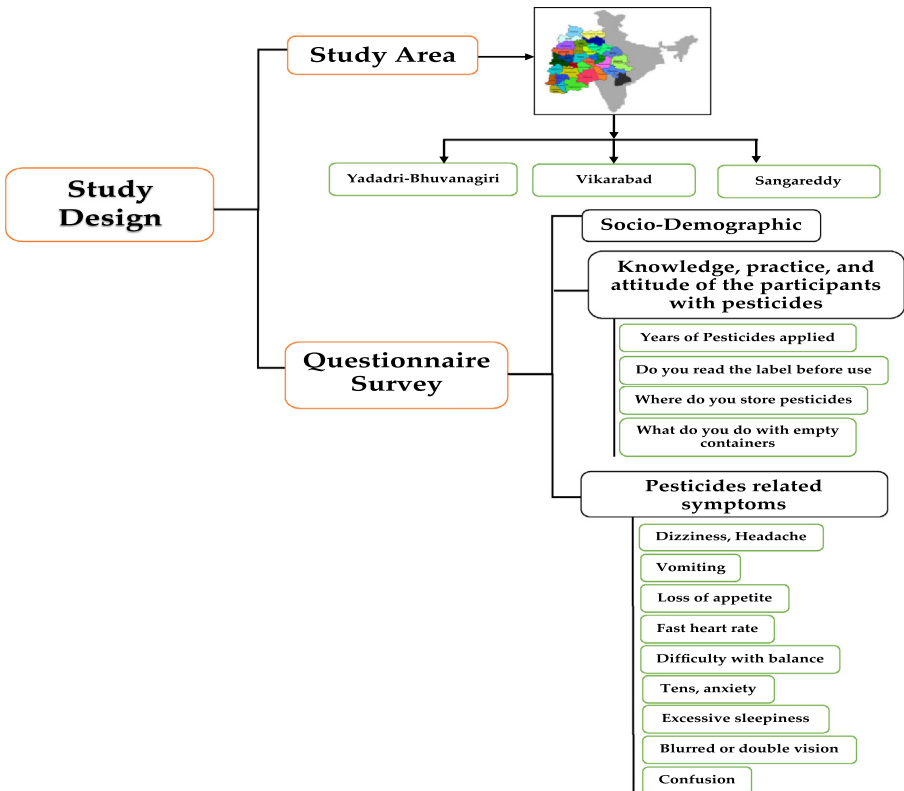 Study Area
Study
Design
Yadadri-Bhuvanagiri
Vikarabad
Sangareddy
Socio-Demographic
Knowledge, practice, and
attitude of the participants
with pesticides
Years of Pesticides applied
Do you read the label before use
Where do you store pesticides
What do you do with empty
containers
Questionnaire
Survey
Pesticides related
symptoms
Dizziness, Headache
Vomiting
Loss of appetite
Fast heart rate
Difficulty with balance
Tens, anxiety
Excessive sleepiness
Blurred or double vision
Confusion